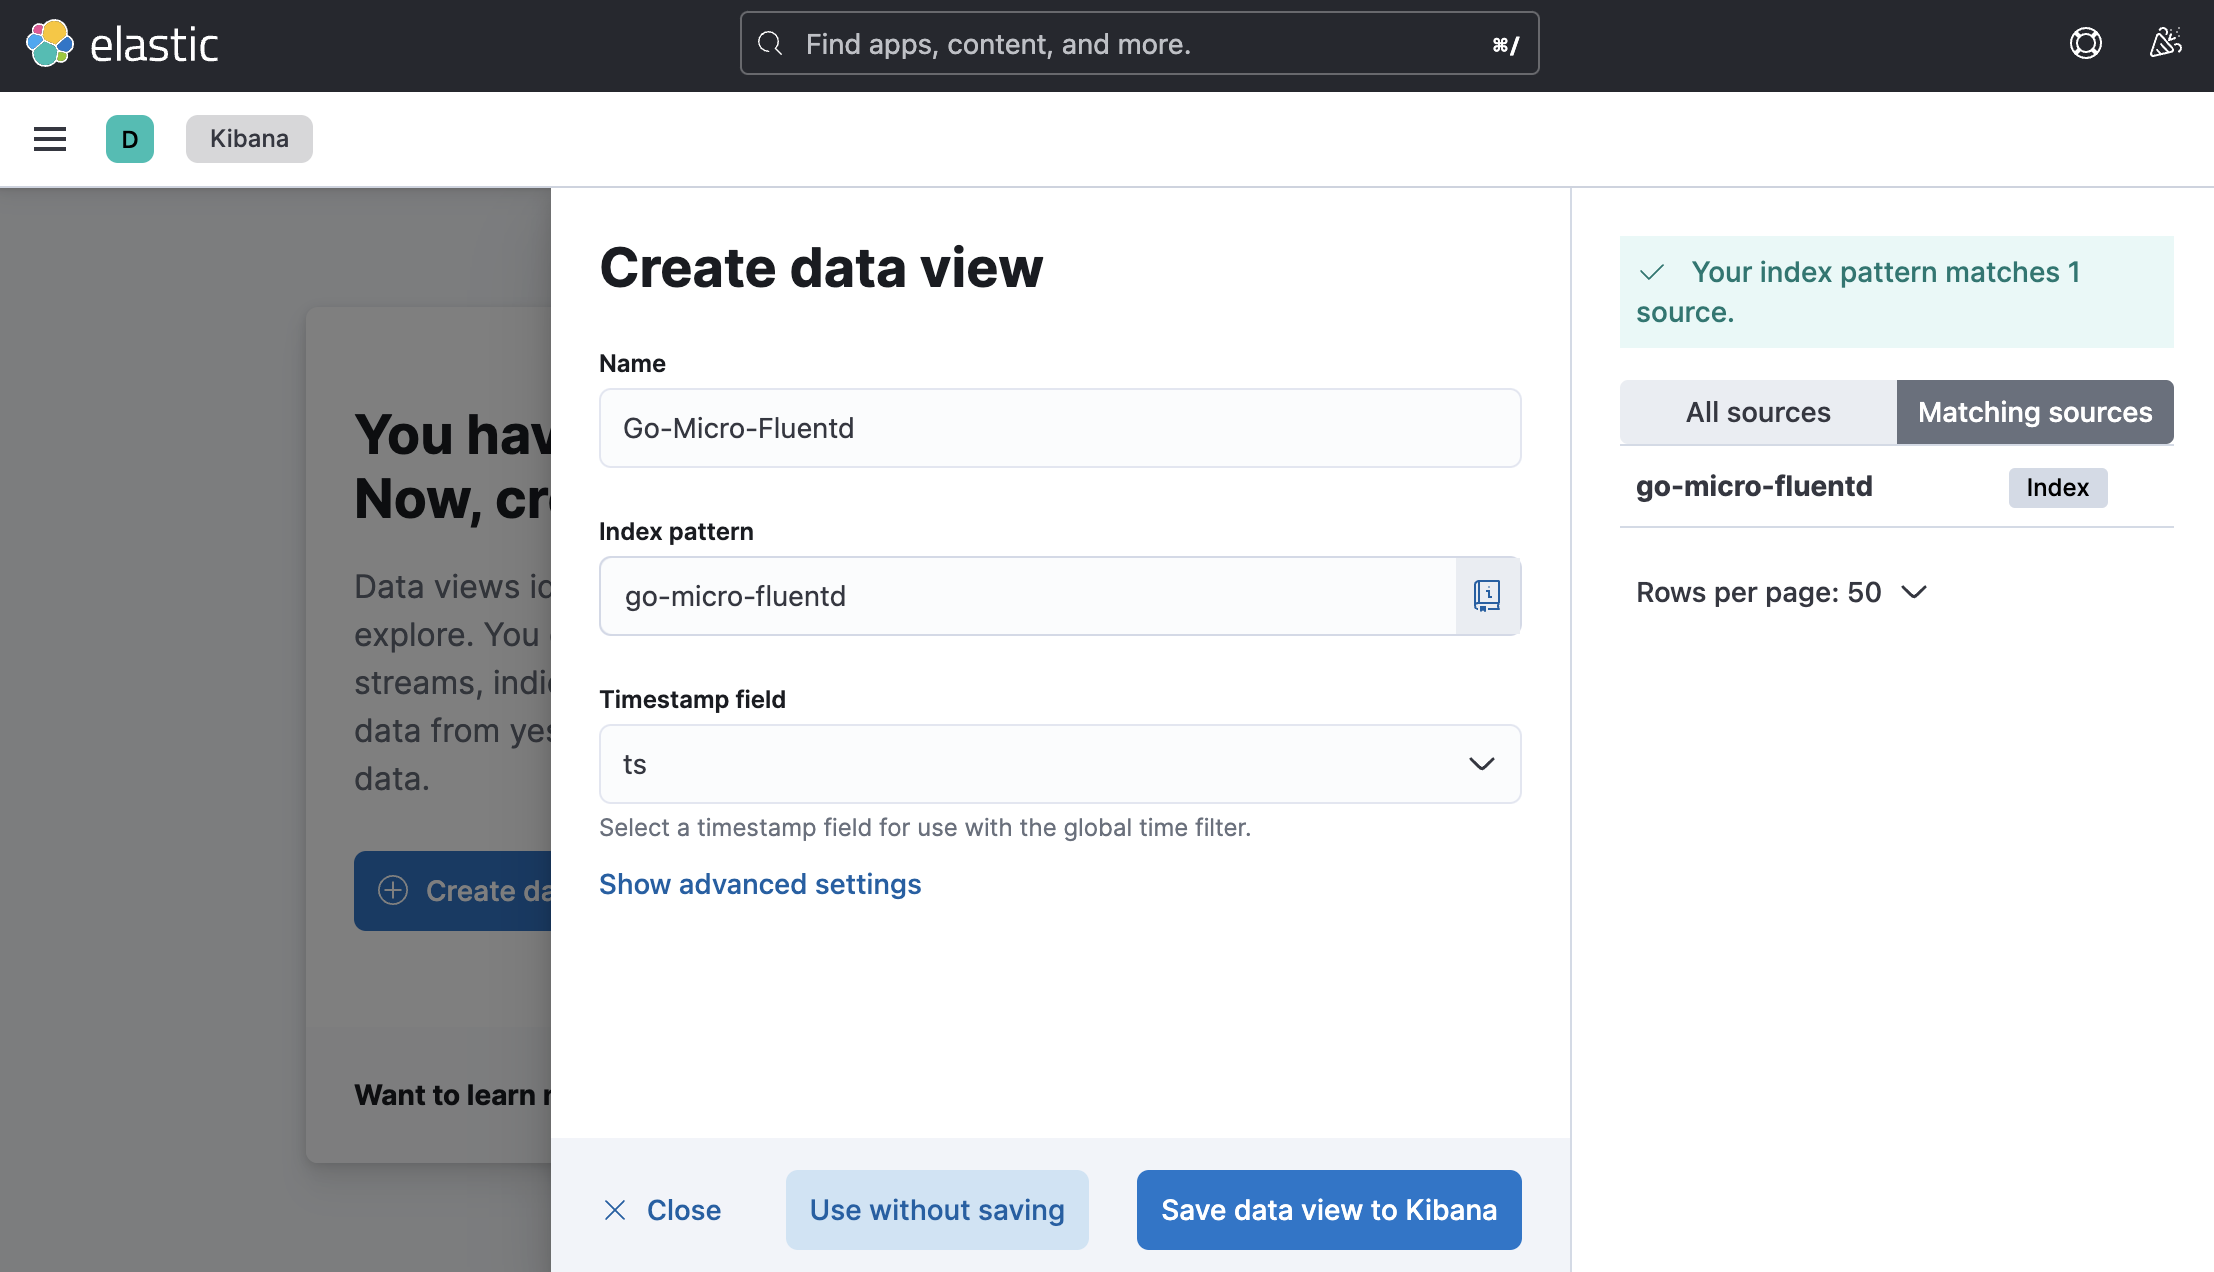 elastic
Find apps, content, and more.
⌘/
D
Kibana
You hav
Now, cr
Data views
explore. You
streams,
data from
data.
Create
Want to learn
Create data view
Name
Go-Micro-Fluentd
Index pattern
go-micro-fluentd
Timestamp field
ts
Select a timestamp field for use with the global time filter.
Show advanced settings
Close
Use without saving
Save data view to Kibana
Your index pattern matches 1
source.
All sources
Matching sources
go-micro-fluentd
Index
Rows per page: 50